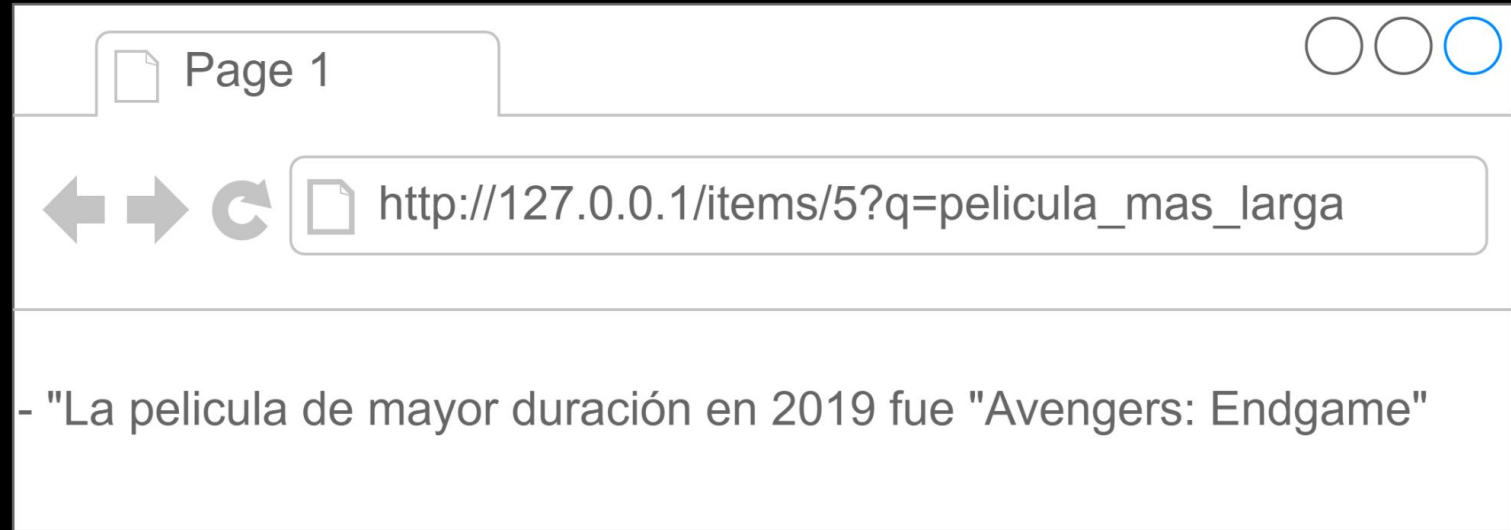 Page 1
http://127.0.0.1/items/5?q=pelicula_mas_larga
- "La pelicula de mayor duración en 2019 fue "Avengers: Endgame"